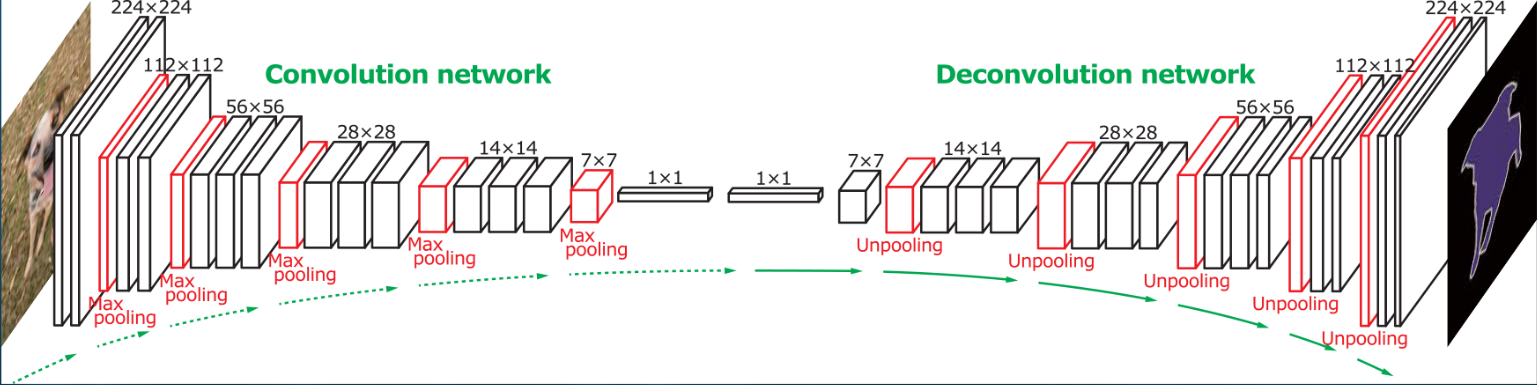 224×224
112×112
Convolution network
56×56
28×28
14×14
7×7
1×1
1×1
7×7
14×14
28×28
56×56
Deconvolution network
112×112
224×224
Max
pooling
Max
pooling
Max
pooling
Max
pooling
Max
pooling
Unpooling
Unpooling
Unpooling
Unpooling
Unpooling